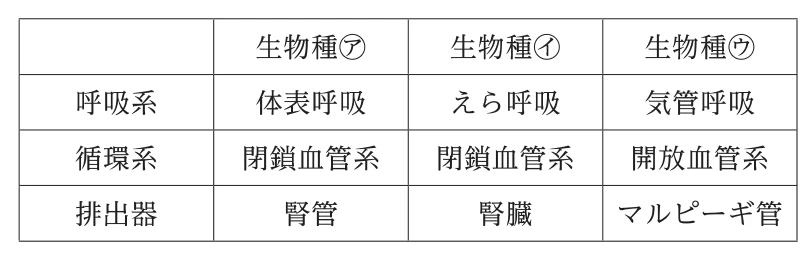 生物種㋐ 生物種㋑ 生物種㋒
呼吸系 体表呼吸 えら呼吸 気管呼吸
循環系 閉鎖血管系 閉鎖血管系 開放血管系
排出器 腎管 腎臓 マルピーギ管